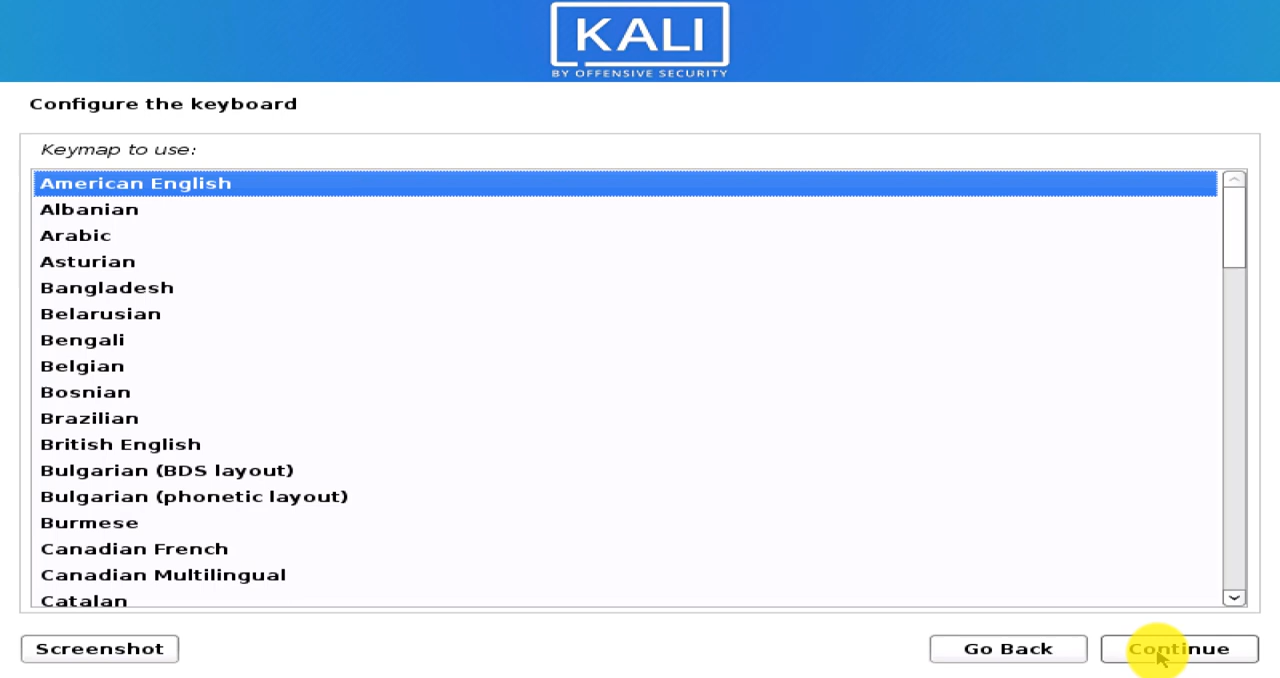 KALI
BY OFFENSIVE SECURITY
Configure the keyboard
Keymap to use:
American English
Albanian
Arabic
Asturian
Bangladesh
Belarusian
Bengali
Belgian
Bosnian
Brazilian
British English
Bulgarian (BDS layout)
Bulgarian (phonetic layout)
Burmese
Canadian French
Canadian Multilingual
Catalan
Screenshot
Go Back
Continue